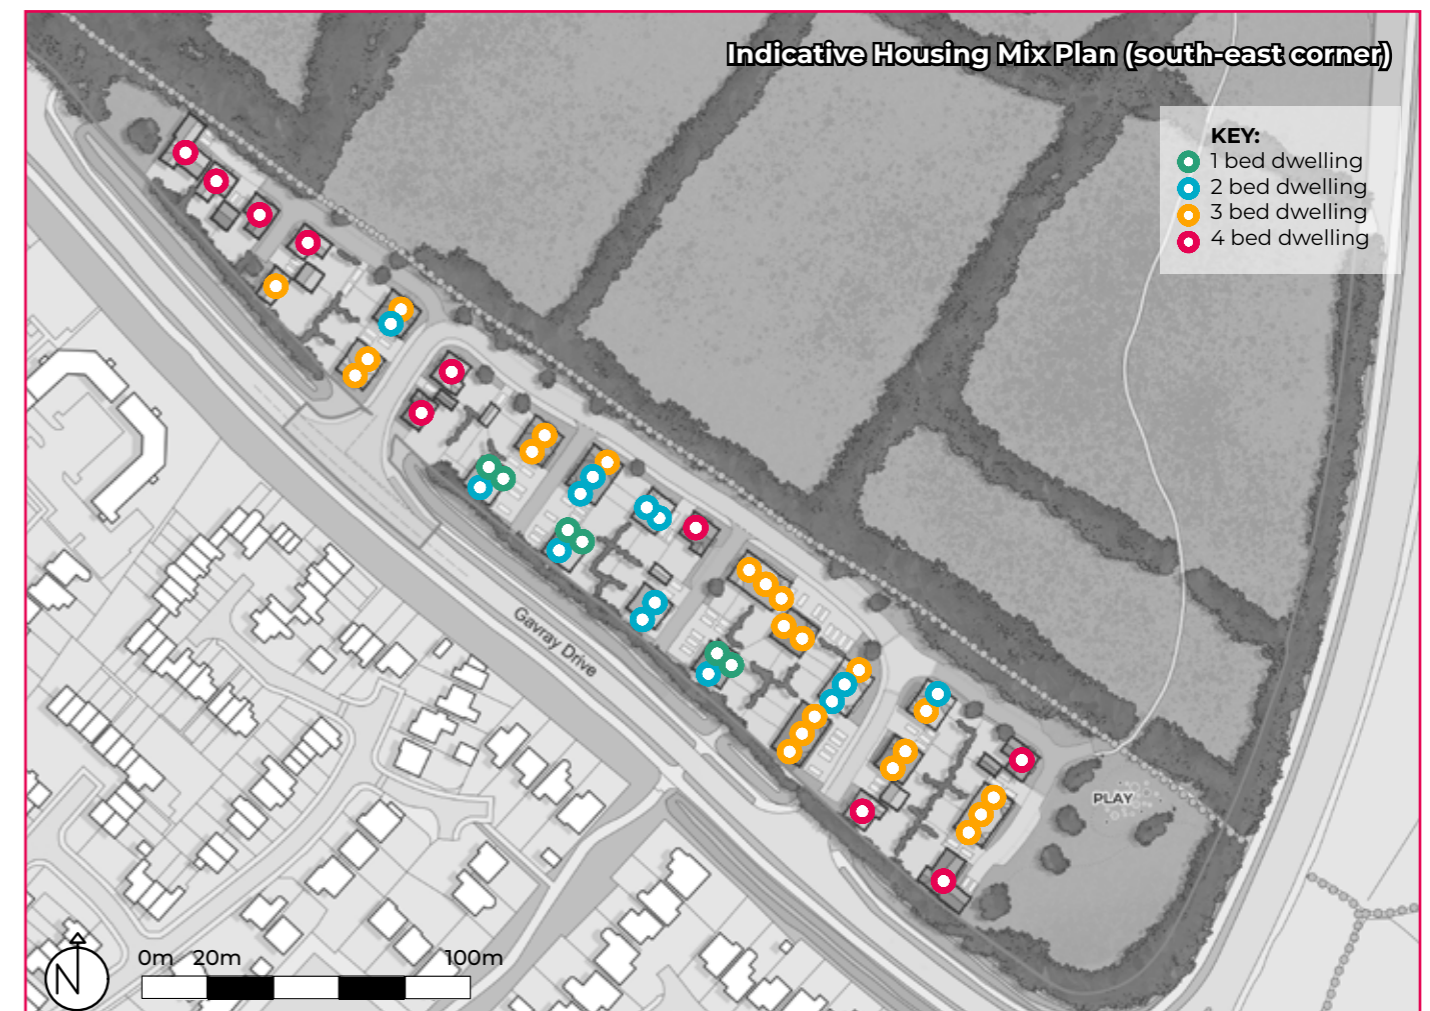 Indicative Housing Mix Plan (south-east corner)
KEY:
1 bed dwelling
2 bed dwelling
3 bed dwelling
4 bed dwelling
Gavray Drive
PLAY
N
0m 20m 100m